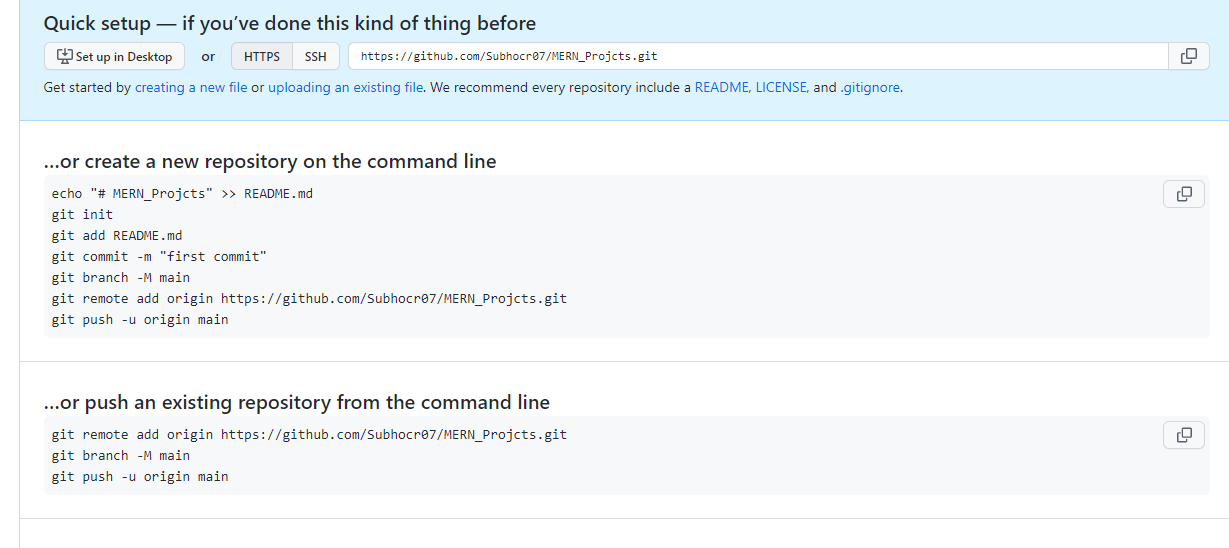 Quick setup — if you’ve done this kind of thing before
Set up in Desktop or HTTPS SSH https://github.com/Subhocr07/MERN_Projcts.git
Get started by creating a new file or uploading an existing file. We recommend every repository include a README, LICENSE, and .gitignore.
…or create a new repository on the command line
echo "# MERN_Projcts" >> README.md
git init
git add README.md
git commit -m "first commit"
git branch -M main
git remote add origin https://github.com/Subhocr07/MERN_Projcts.git
git push -u origin main
…or push an existing repository from the command line
git remote add origin https://github.com/Subhocr07/MERN_Projcts.git
git branch -M main
git push -u origin main